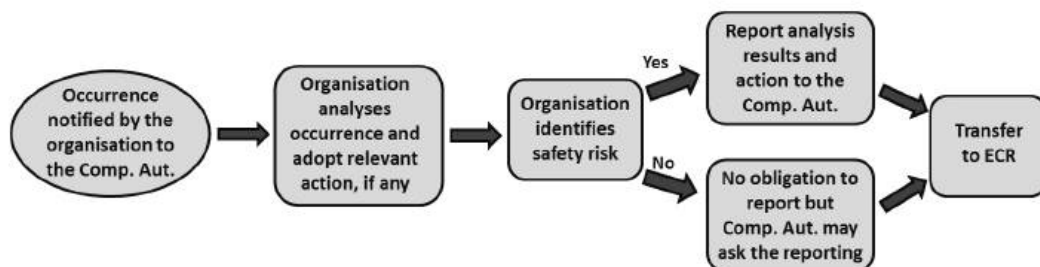 Occurrence
notified by the
organisation to
the Comp. Aut.
Organisation
analyses
occurrence and
adopt relevant
action, if any
Organisation
identifies
safety risk
Yes
Report analysis
results and
action to the
Comp. Aut.
No
No obligation to
report but
Comp. Aut. may
ask the reporting
Transfer
to ECR